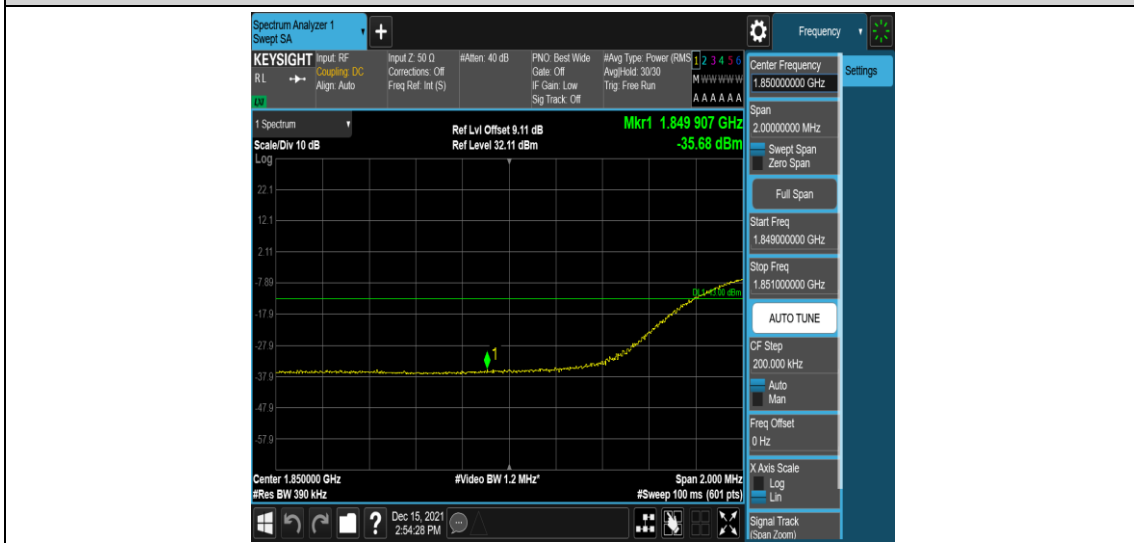 Spectrum Analyzer 1
Swept SA
+
Frequency
KEYSIGHT Input: RF
RL
Coupling: DC
Align: Auto
LXI
Input Z: 50 Ω
Corrections: Off
Freq Ref: Int (S)
#Atten: 40 dB
PNO: Best Wide
Gate: Off
IF Gain: Low
Sig Track: Off
#Avg Type: Power (RMS
Avg|Hold: 30/30
Trig: Free Run
1 2 3 4 5 6
M W W W W W
A A A A A A
Center Frequency
1.850000000 GHz
Settings
1 Spectrum
Scale/Div 10 dB
Ref Lvl Offset 9.11 dB
Ref Level 32.11 dBm
Mkr1 1.849 907 GHz
-35.68 dBm
Log
22.1
12.1
2.11
-7.89
-17.9
-27.9
-37.9
-47.9
-57.9
DL1 -13.00 dBm
1
Span
2.00000000 MHz
Swept Span
Zero Span
Full Span
Start Freq
1.849000000 GHz
Stop Freq
1.851000000 GHz
AUTO TUNE
CF Step
200.000 kHz
Auto
Man
Freq Offset
0 Hz
X Axis Scale
Log
Lin
Signal Track
(Span Zoom)
Center 1.850000 GHz
#Res BW 390 kHz
#Video BW 1.2 MHz*
Span 2.000 MHz
#Sweep 100 ms (601 pts)
?
Dec 15, 2021
2:54:28 PM